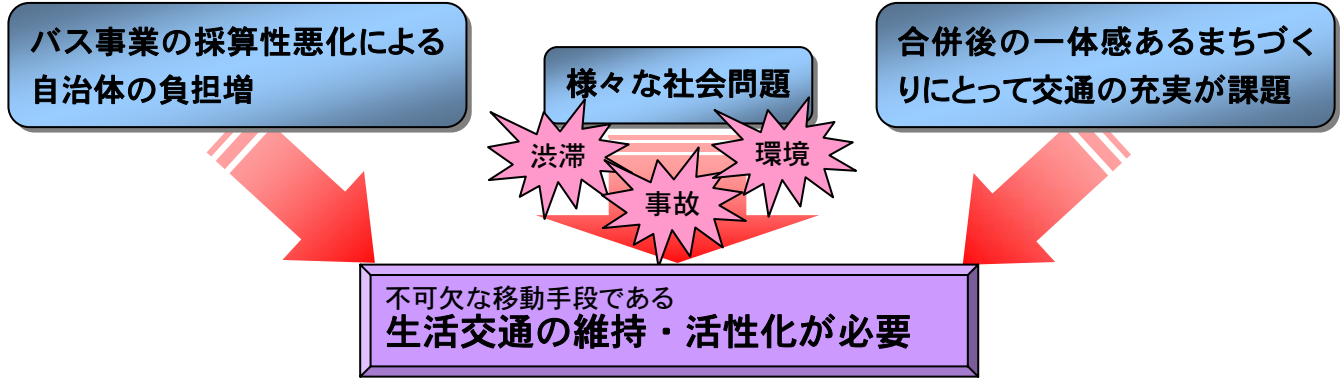 バス事業の採算性悪化による
自治体の負担増
様々な社会問題
合併後の一体感あるまちづく
りにとって交通の充実が課題
渋滞
事故
環境
不可欠な移動手段である
生活交通の維持・活性化が必要